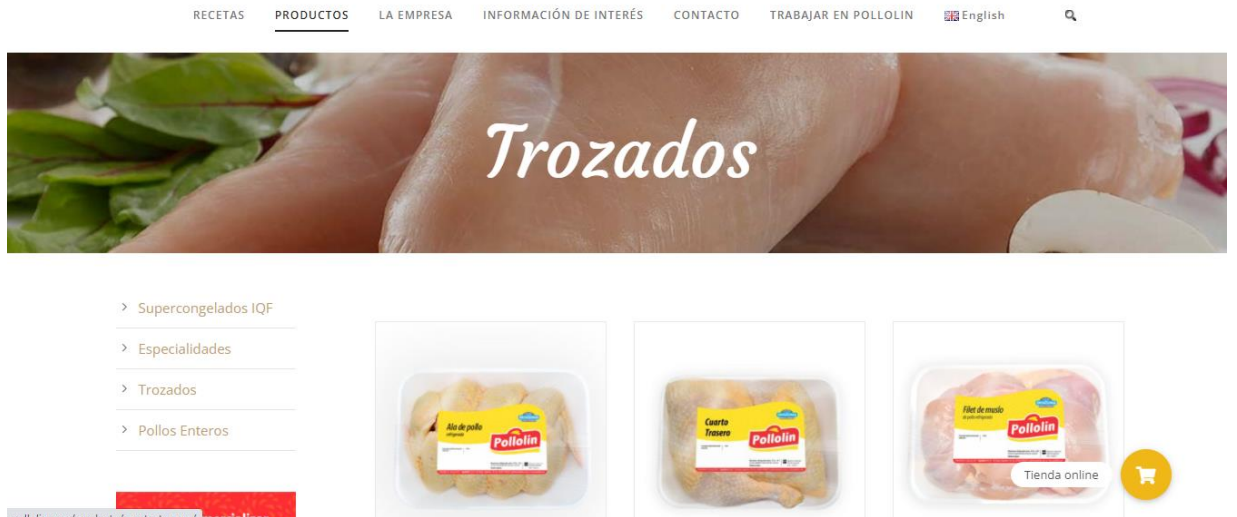 RECETAS PRODUCTOS LA EMPRESA INFORMACIÓN DE INTERÉS CONTACTO TRABAJAR EN POLLOLIN English
Trozados
Supercongelados IQF
Especialidades
Trozados
Pollos Enteros
Ala de pollo
Pollolin
Cuarto
Trasero
Pollolin
Filet de muslo
Pollolin
Tienda online